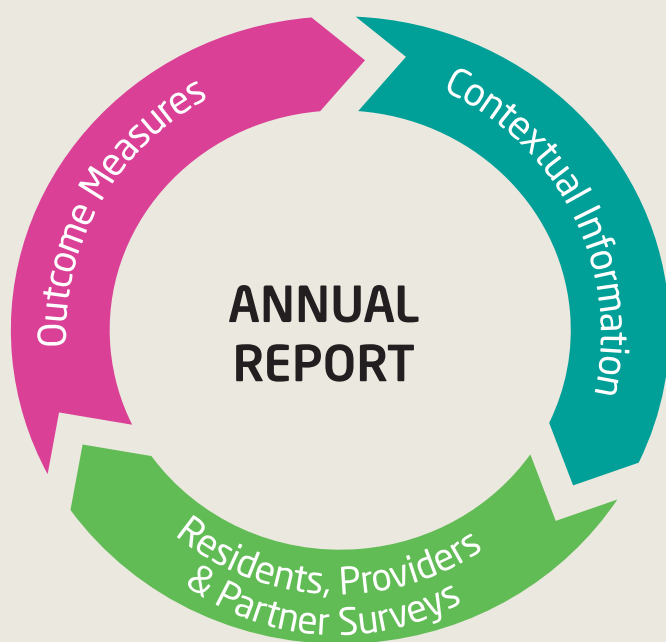 Outcome Measures
Contextual Information
ANNUAL
REPORT
Residents, Providers
& Partner Surveys